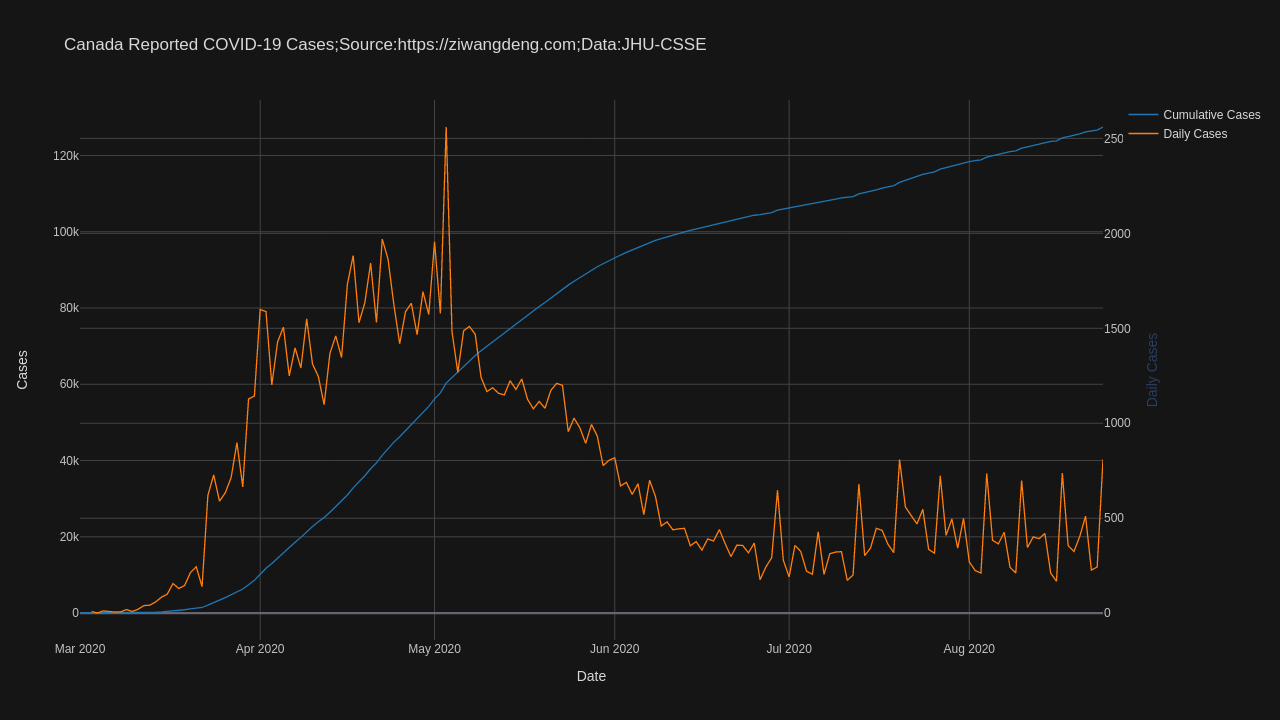 Canada Reported COVID-19 Cases;Source:https://ziwangdeng.com;Data:JHU-CSSE
Cumulative Cases
Daily Cases
120k
100k
80k
60k
40k
20k
0
Cases
250
2000
1500
1000
500
0
Daily Cases
Mar 2020
Apr 2020
May 2020
Jun 2020
Jul 2020
Aug 2020
Date